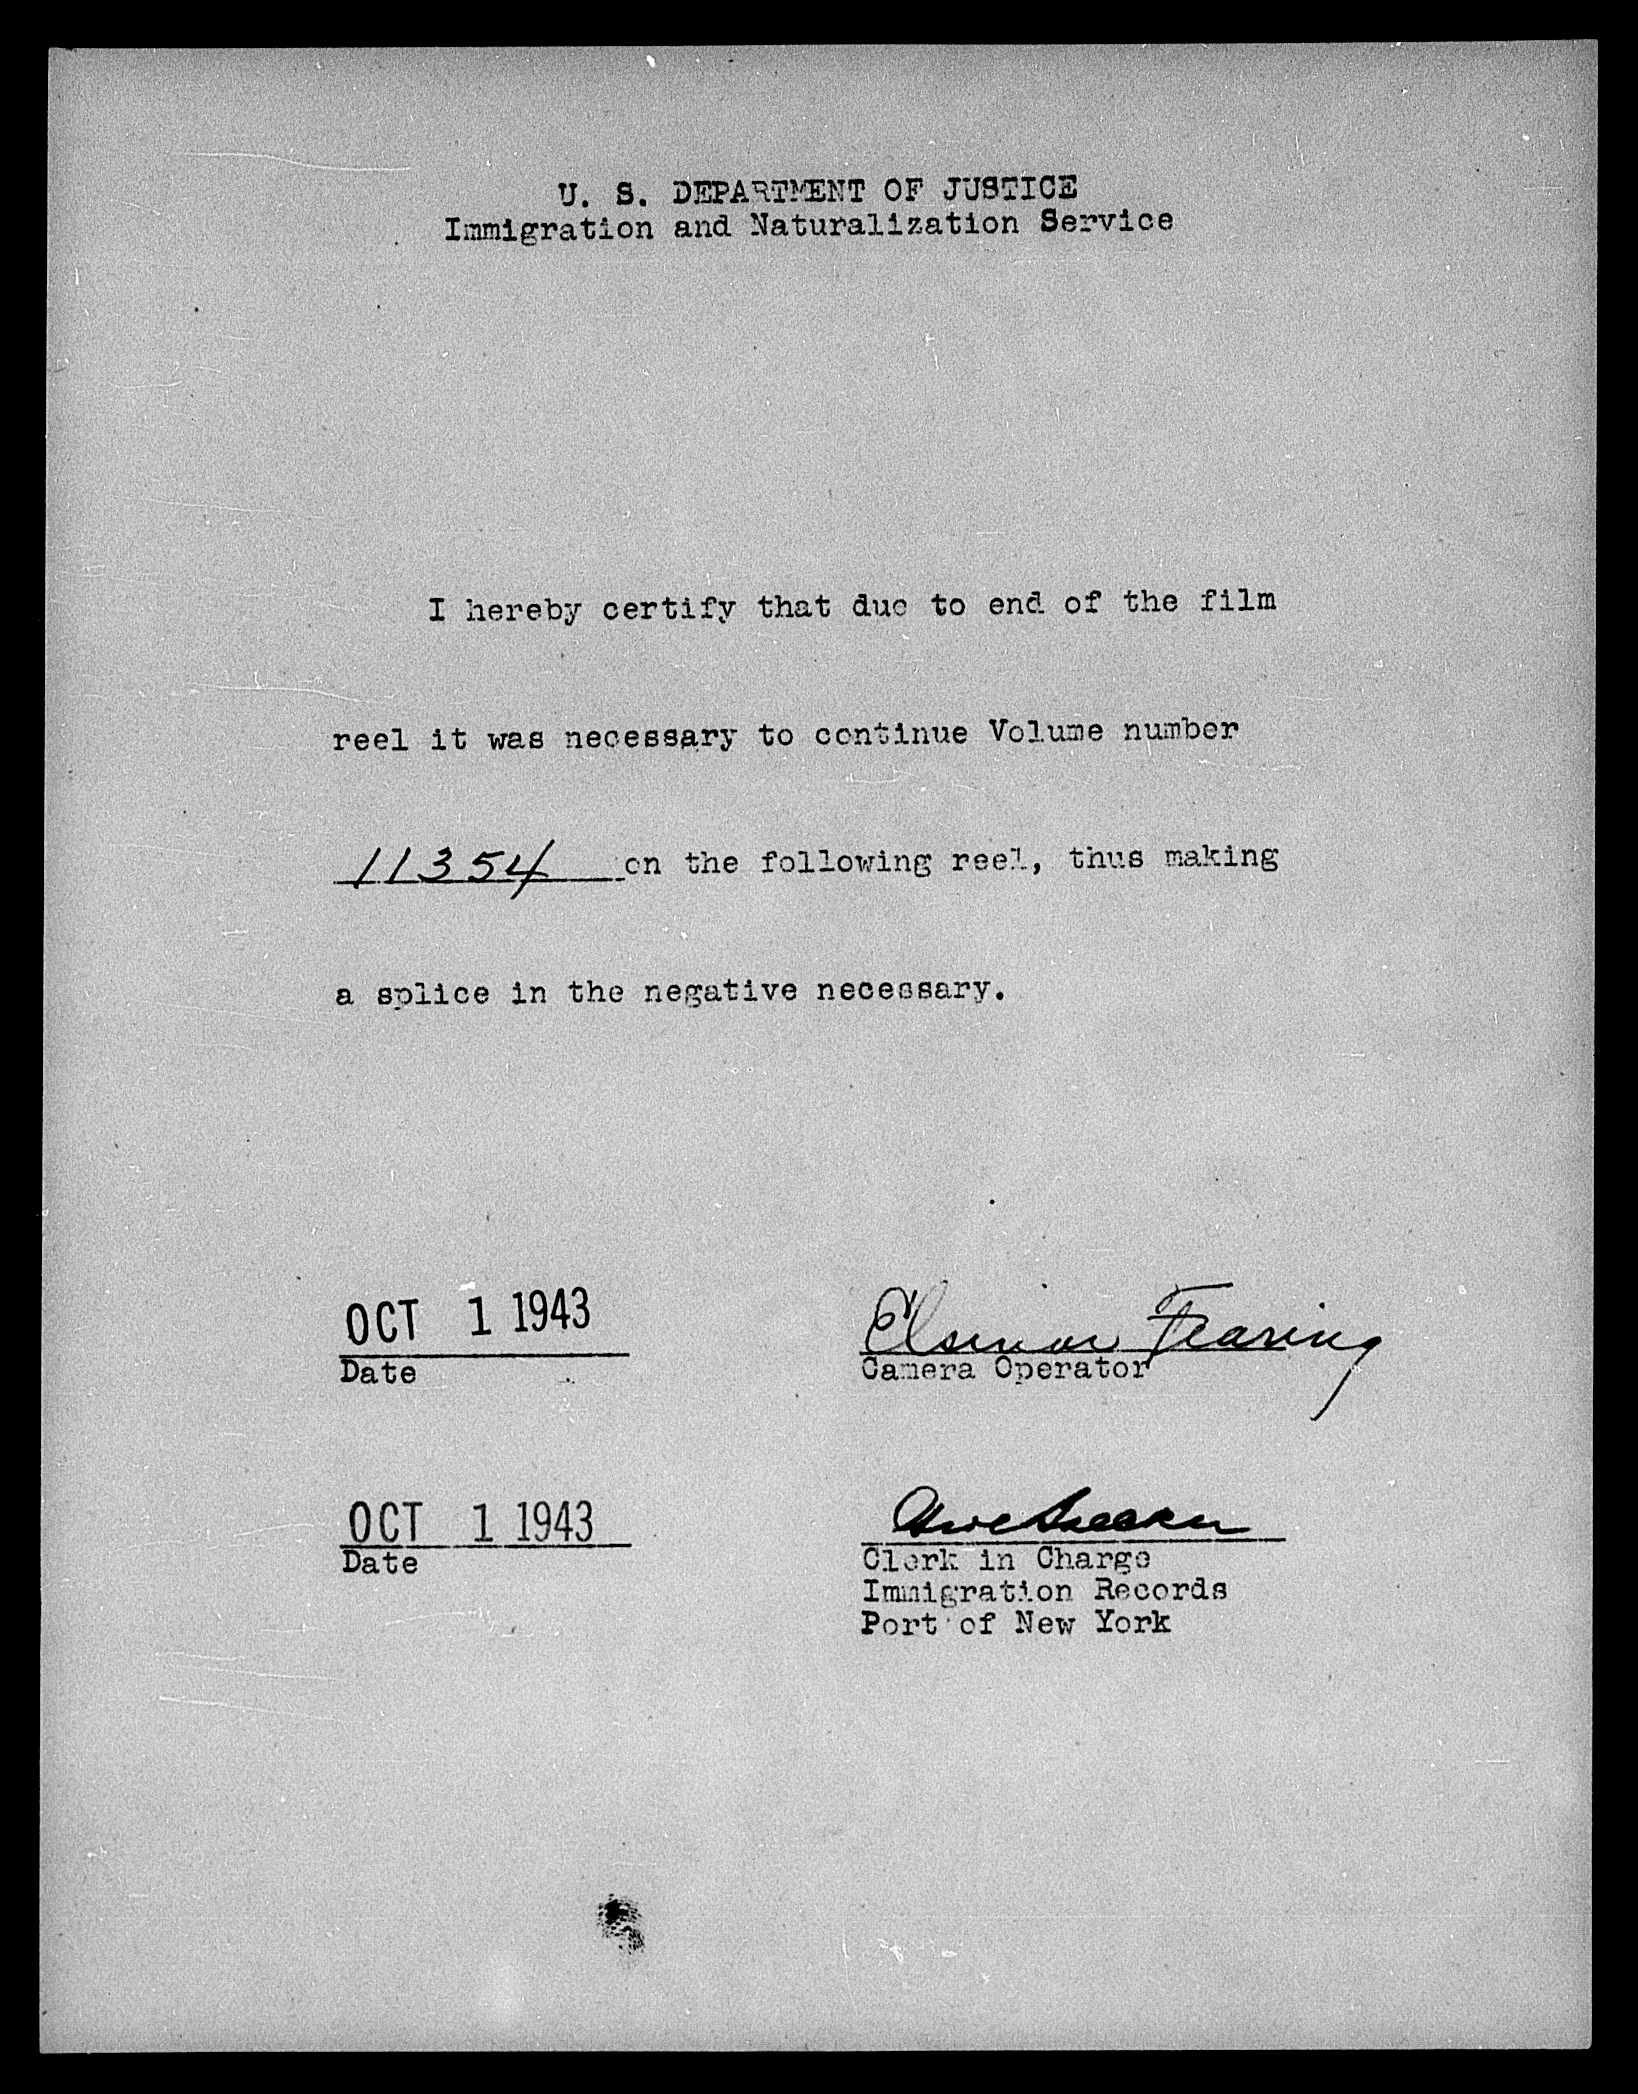 U. S. DEPARTMENT OF JUSTICE
Immigration and Naturalization Service
I hereby certify that due to end of the film
reel it was necessary to continue Volume number
11354 on the following reel, thus making
a splice in the negative necessary.
OCT 1 1943
Date
Fearing
Camera Operator
OCT 1 1943
Date
Clerk in Charge
Immigration Records
Port of New York